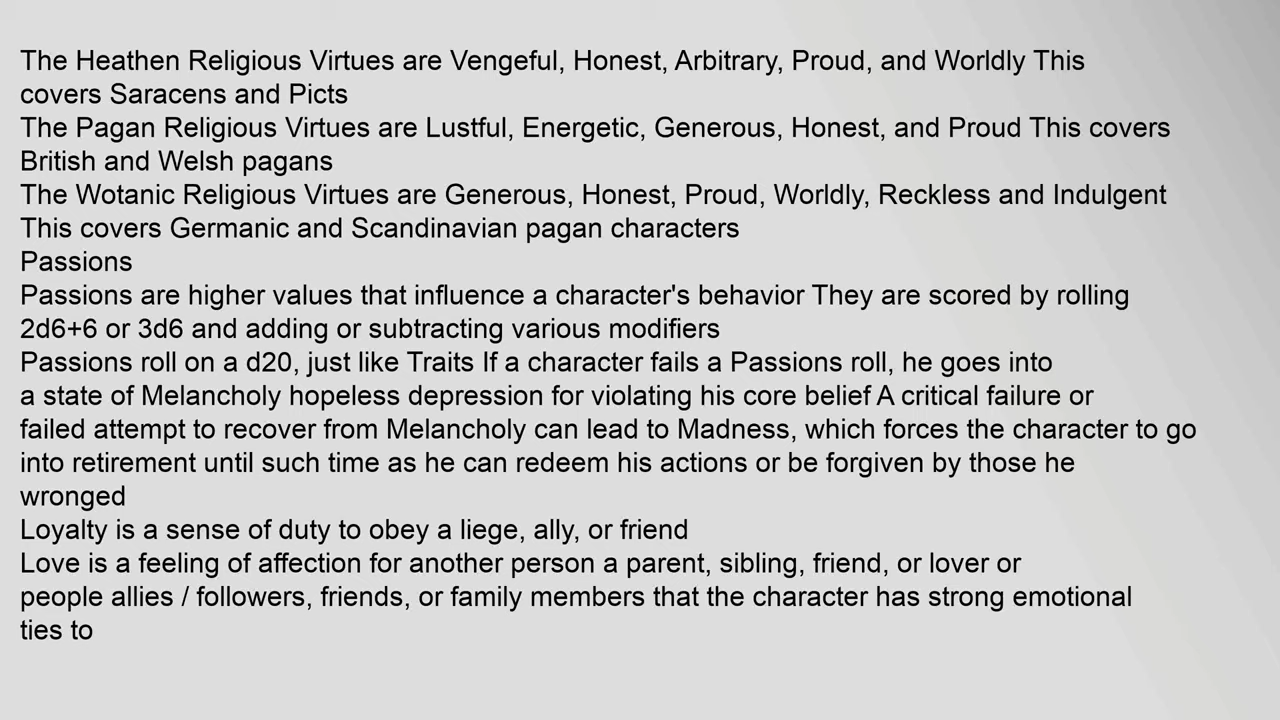 The Heathen Religious Virtues are Vengeful, Honest, Arbitrary, Proud, and Worldly This
covers Saracens and Picts
The Pagan Religious Virtues are Lustful, Energetic, Generous, Honest, and Proud This covers
British and Welsh pagans
The Wotanic Religious Virtues are Generous, Honest, Proud, Worldly, Reckless and Indulgent
This covers Germanic and Scandinavian pagan characters
Passions
Passions are higher values that influence a character's behavior They are scored by rolling
2d6+6 or 3d6 and adding or subtracting various modifiers
Passions roll on a d20, just like Traits If a character fails a Passions roll, he goes into
a state of Melancholy hopeless depression for violating his core belief A critical failure or
failed attempt to recover from Melancholy can lead to Madness, which forces the character to go
into retirement until such time as he can redeem his actions or be forgiven by those he
wronged
Loyalty is a sense of duty to obey a liege, ally, or friend
Love is a feeling of affection for another person a parent, sibling, friend, or lover or
people allies / followers, friends, or family members that the character has strong emotional
ties to